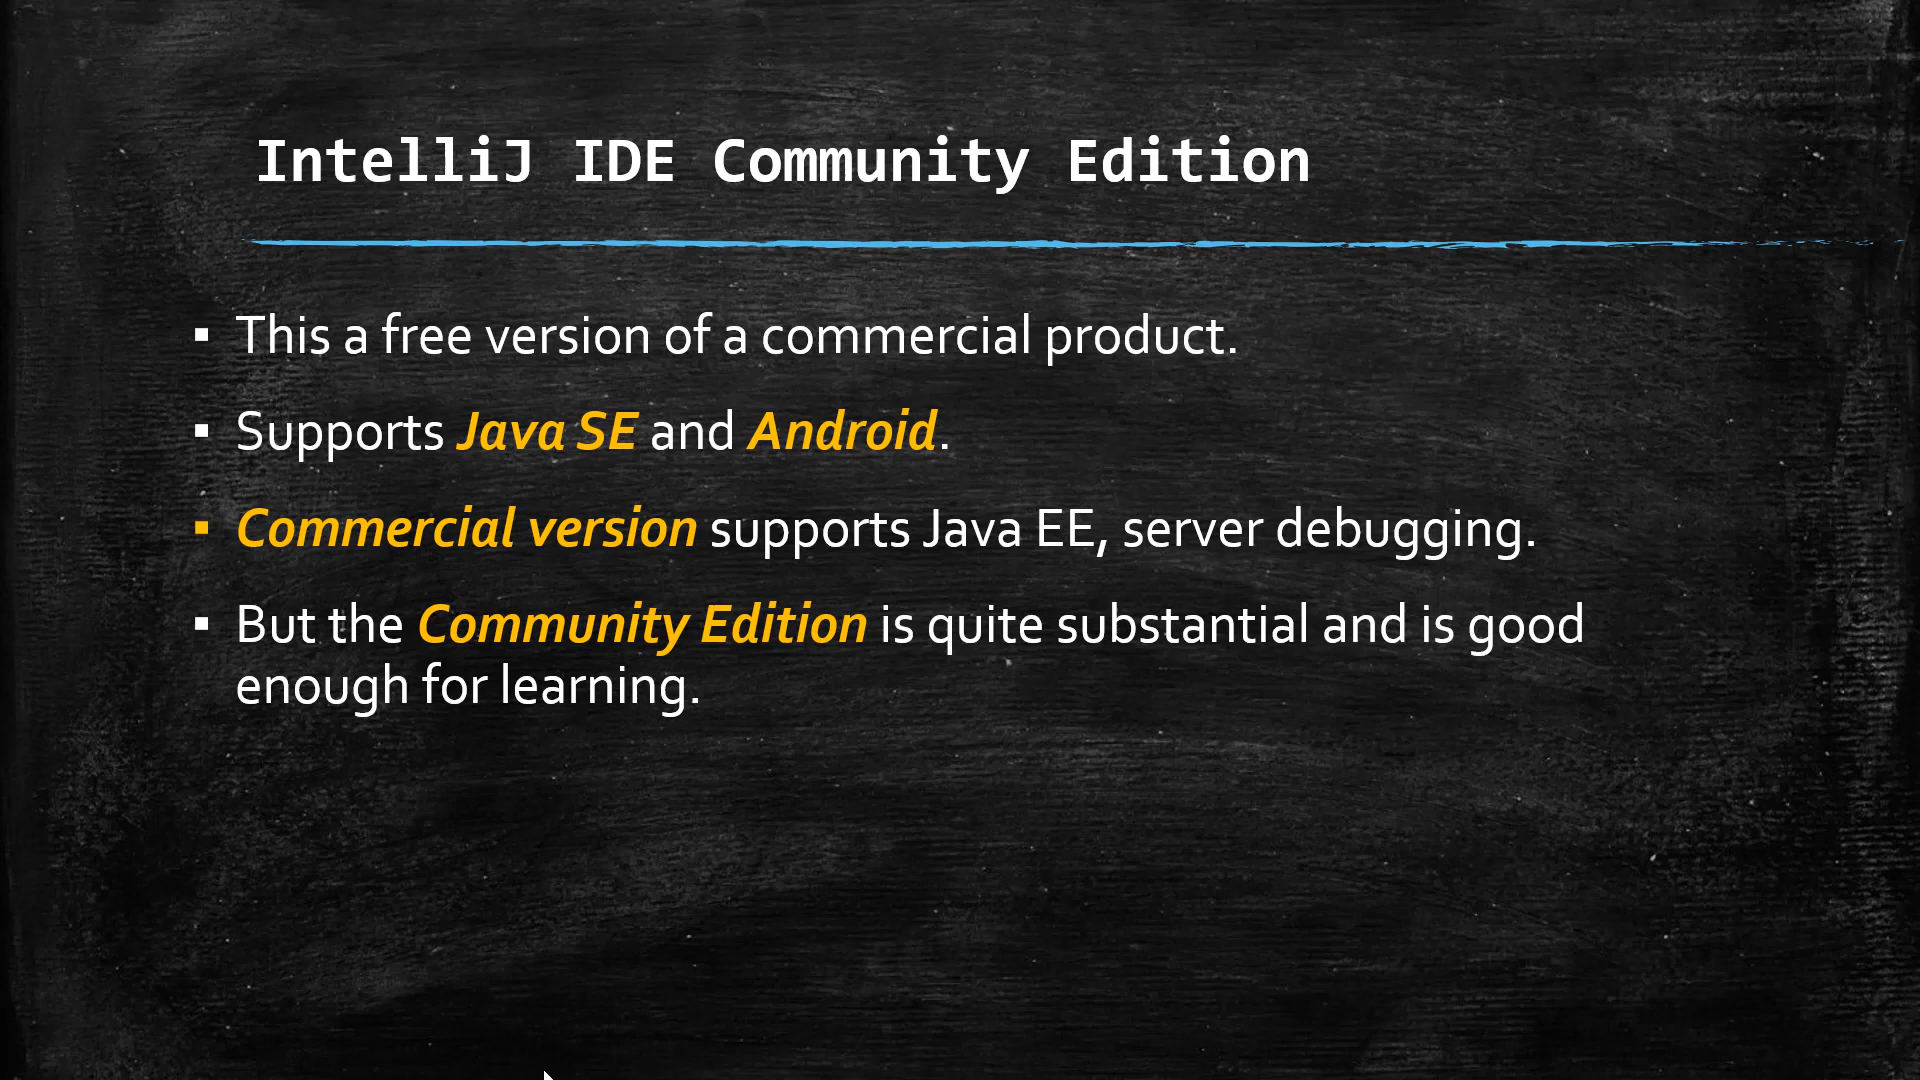 IntelliJ IDE Community Edition
▪ This a free version of a commercial product.
▪ Supports Java SE and Android.
▪ Commercial version supports Java EE, server debugging.
▪ But the Community Edition is quite substantial and is good
enough for learning.